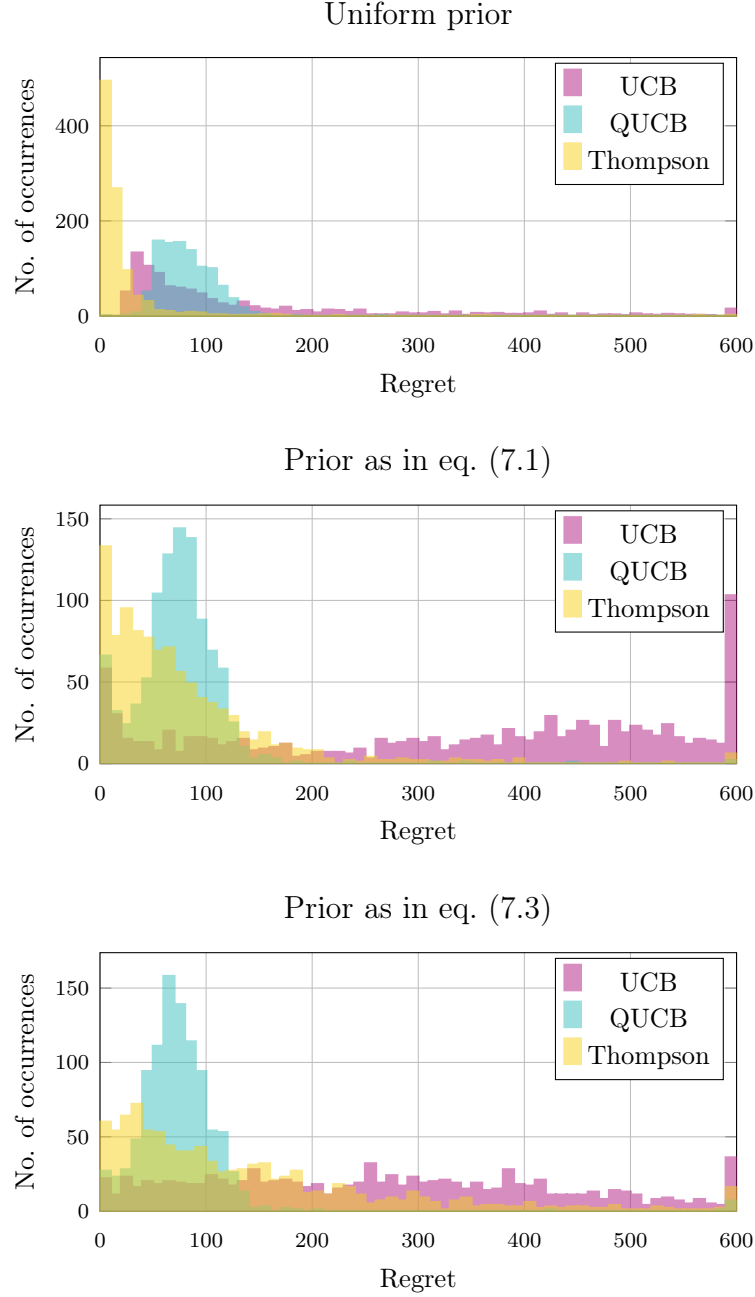 Uniform prior
No. of occurrences
400
200
0
UCB
QUCB
Thompson
0 100 200 300 400 500 600
Regret
Prior as in eq. (7.1)
No. of occurrences
150
100
50
0
UCB
QUCB
Thompson
0 100 200 300 400 500 600
Regret
Prior as in eq. (7.3)
No. of occurrences
150
100
50
0
UCB
QUCB
Thompson
0 100 200 300 400 500 600
Regret